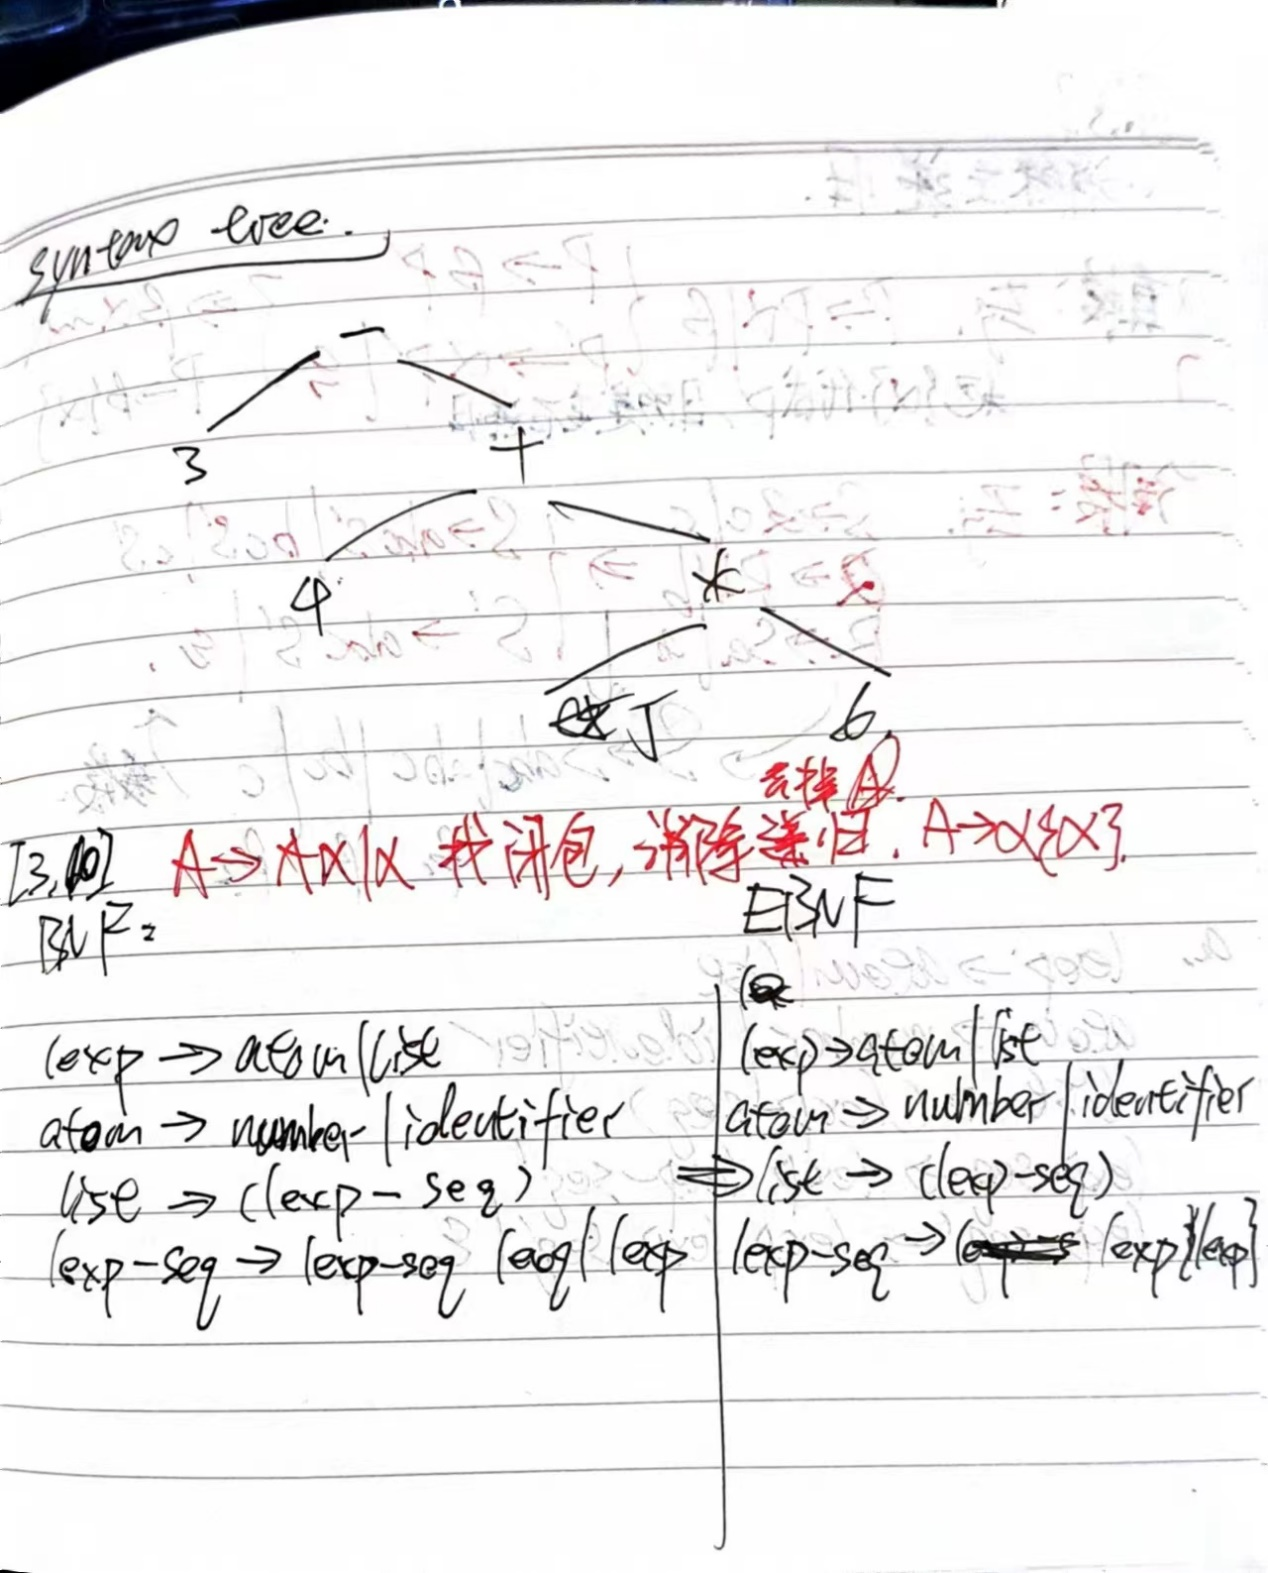 syntax tree.
-
3 +
4 *
5 6.
去掉A.
[3.10] A→Aα|α 找闭包,消除递归. A→α{α}.
BNF: EBNF
lexp → atom|list
lexp→atom|list
atom → number|identifier
atom → number|identifier
list → (lexp-seq)
⇒ list → (lexp-seq)
lexp-seq → lexp-seq lexp|lexp
lexp-seq → lexp{lexp}